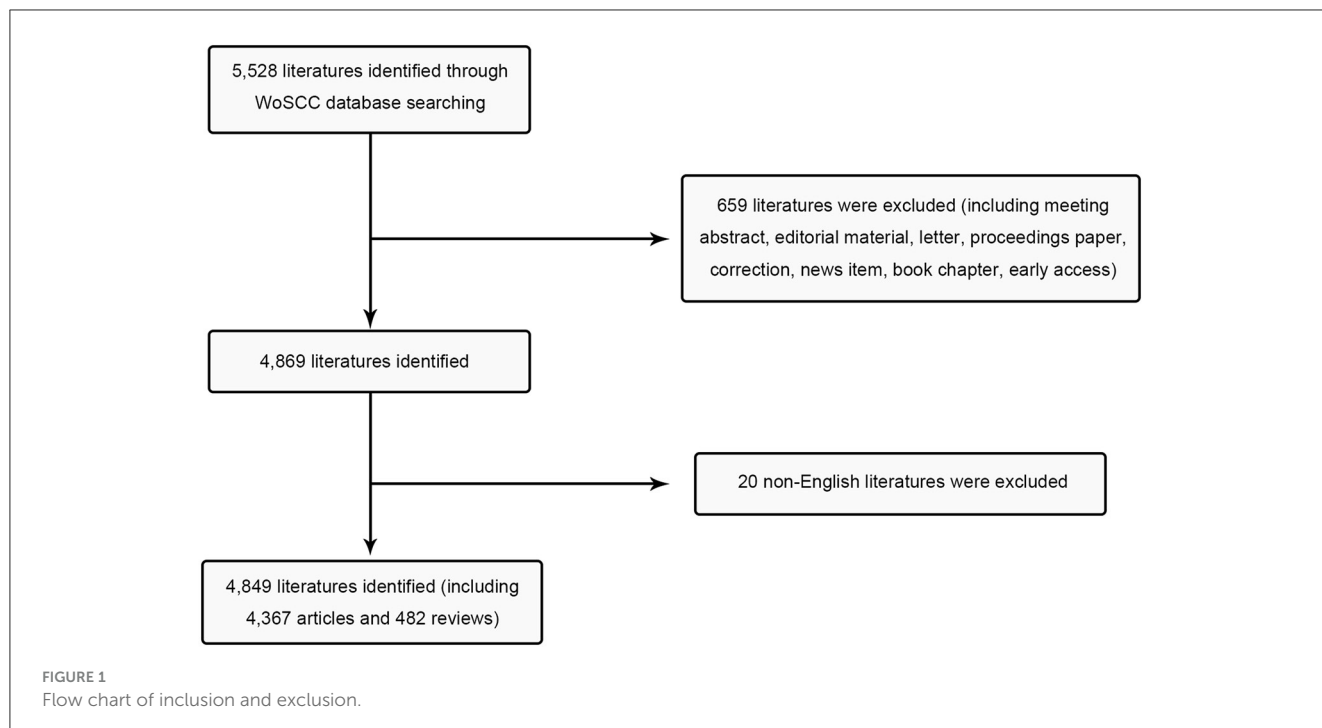 5,528 literatures identified through
WoSCC database searching
659 literatures were excluded (including meeting
abstract, editorial material, letter, proceedings paper,
correction, news item, book chapter, early access)
4,869 literatures identified
20 non-English literatures were excluded
4,849 literatures identified (including
4,367 articles and 482 reviews)
FIGURE 1
Flow chart of inclusion and exclusion.